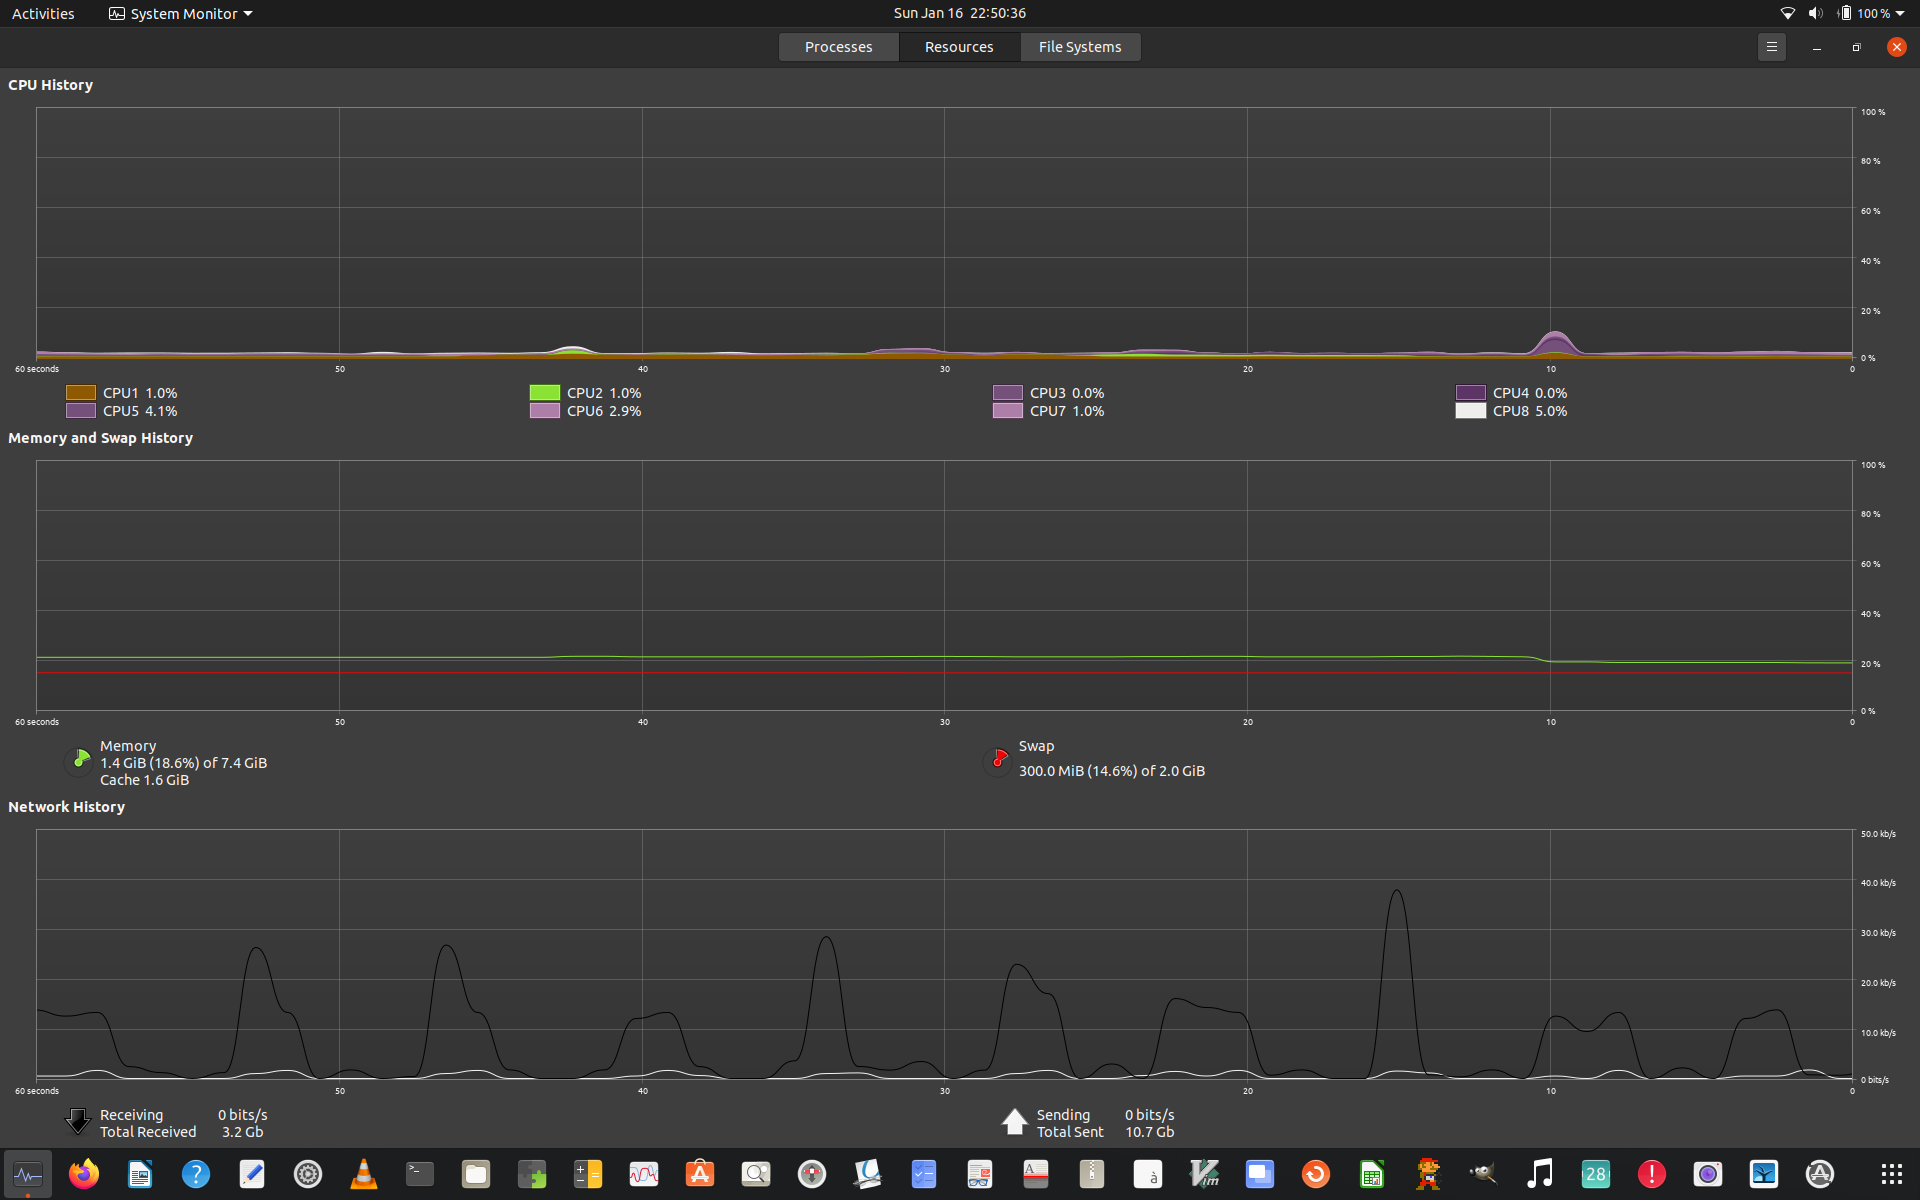 Activities System Monitor Sun Jan 16 22:50:36 100 %
Processes Resources File Systems
CPU History
100 %
80 %
60 %
40 %
20 %
0 %
60 seconds 50 40 30 20 10 0
CPU1 1.0% CPU2 1.0% CPU3 0.0% CPU4 0.0%
CPU5 4.1% CPU6 2.9% CPU7 1.0% CPU8 5.0%
Memory and Swap History
100 %
80 %
60 %
40 %
20 %
0 %
60 seconds 50 40 30 20 10 0
Memory Swap
1.4 GiB (18.6%) of 7.4 GiB 300.0 MiB (14.6%) of 2.0 GiB
Cache 1.6 GiB
Network History
50.0 kb/s
40.0 kb/s
30.0 kb/s
20.0 kb/s
10.0 kb/s
0 bits/s
60 seconds 50 40 30 20 10 0
Receiving 0 bits/s Sending 0 bits/s
Total Received 3.2 Gb Total Sent 10.7 Gb
? >_ A A à Vim 28 !